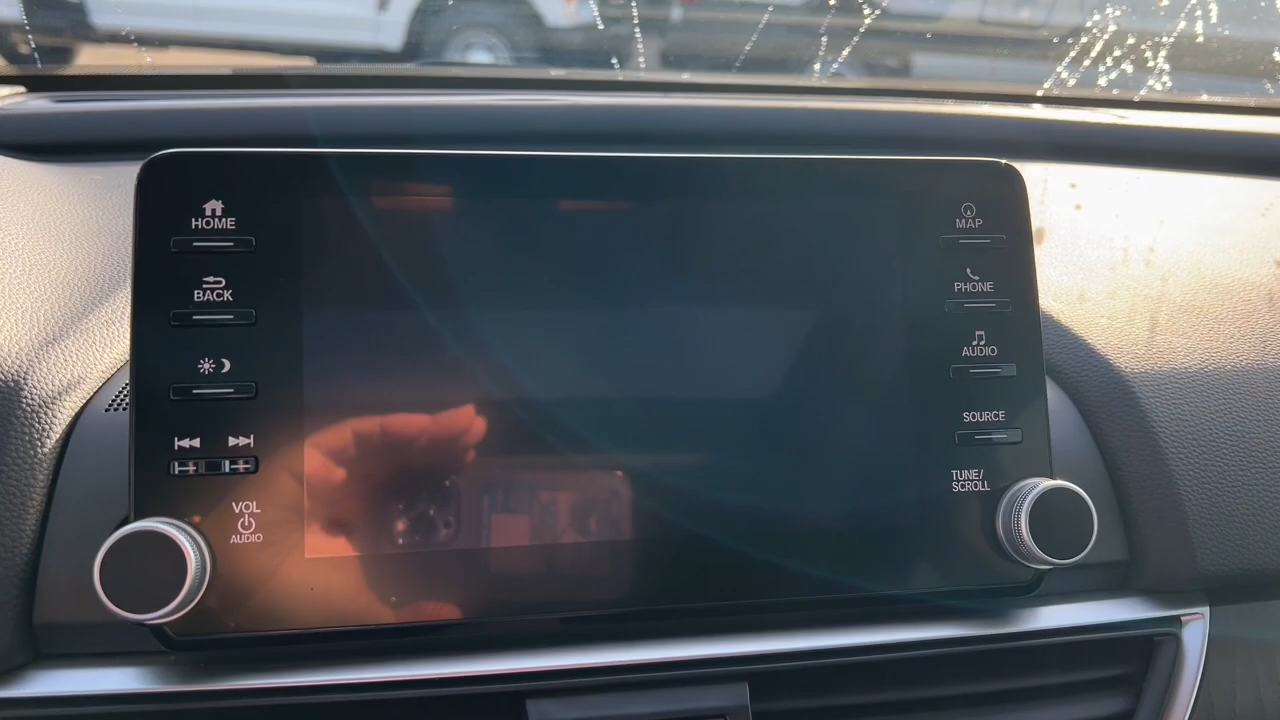 HOME
BACK
VOL
AUDIO
MAP
PHONE
AUDIO
SOURCE
TUNE/
SCROLL